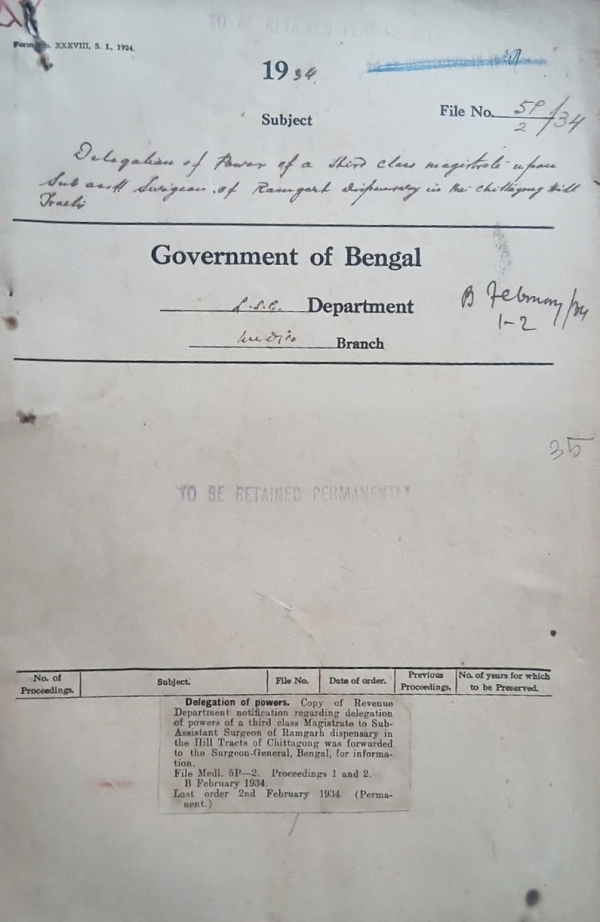 TO BE RETAINED PERMAN
Form No. XXXVIII, S. I., 1924.
1934
Subject
File No. 5P/2/34
Delegation of Power of a third class magistrate upon
Sub asstt Surgeon of Ramgarh dispensary in the Chittagong Hill
Tracts
Government of Bengal
L.S.G. Department
Medico Branch
B February/34
1-2
35
TO BE RETAINED PERMANENTLY
No. of Proceedings. Subject. File No. Date of order. Previous Proceedings. No. of years for which to be Preserved.
Delegation of powers. Copy of Revenue
Department notification regarding delegation
of powers of a third class Magistrate to Sub-
Assistant Surgeon of Ramgarh dispensary in
the Hill Tracts of Chittagong was forwarded
to the Surgeon-General, Bengal, for informa-
tion.
File Medl. 5P—2. Proceedings 1 and 2.
B February 1934.
Last order 2nd February 1934. (Perma-
nent.)